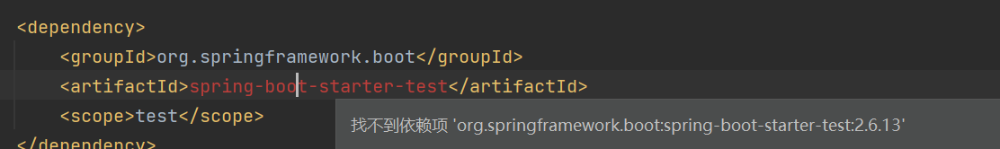 <dependency>
<groupId>org.springframework.boot</groupId>
<artifactId>spring-boot-starter-test</artifactId>
<scope>test</scope>
找不到依赖项 'org.springframework.boot:spring-boot-starter-test:2.6.13'
</dependency>